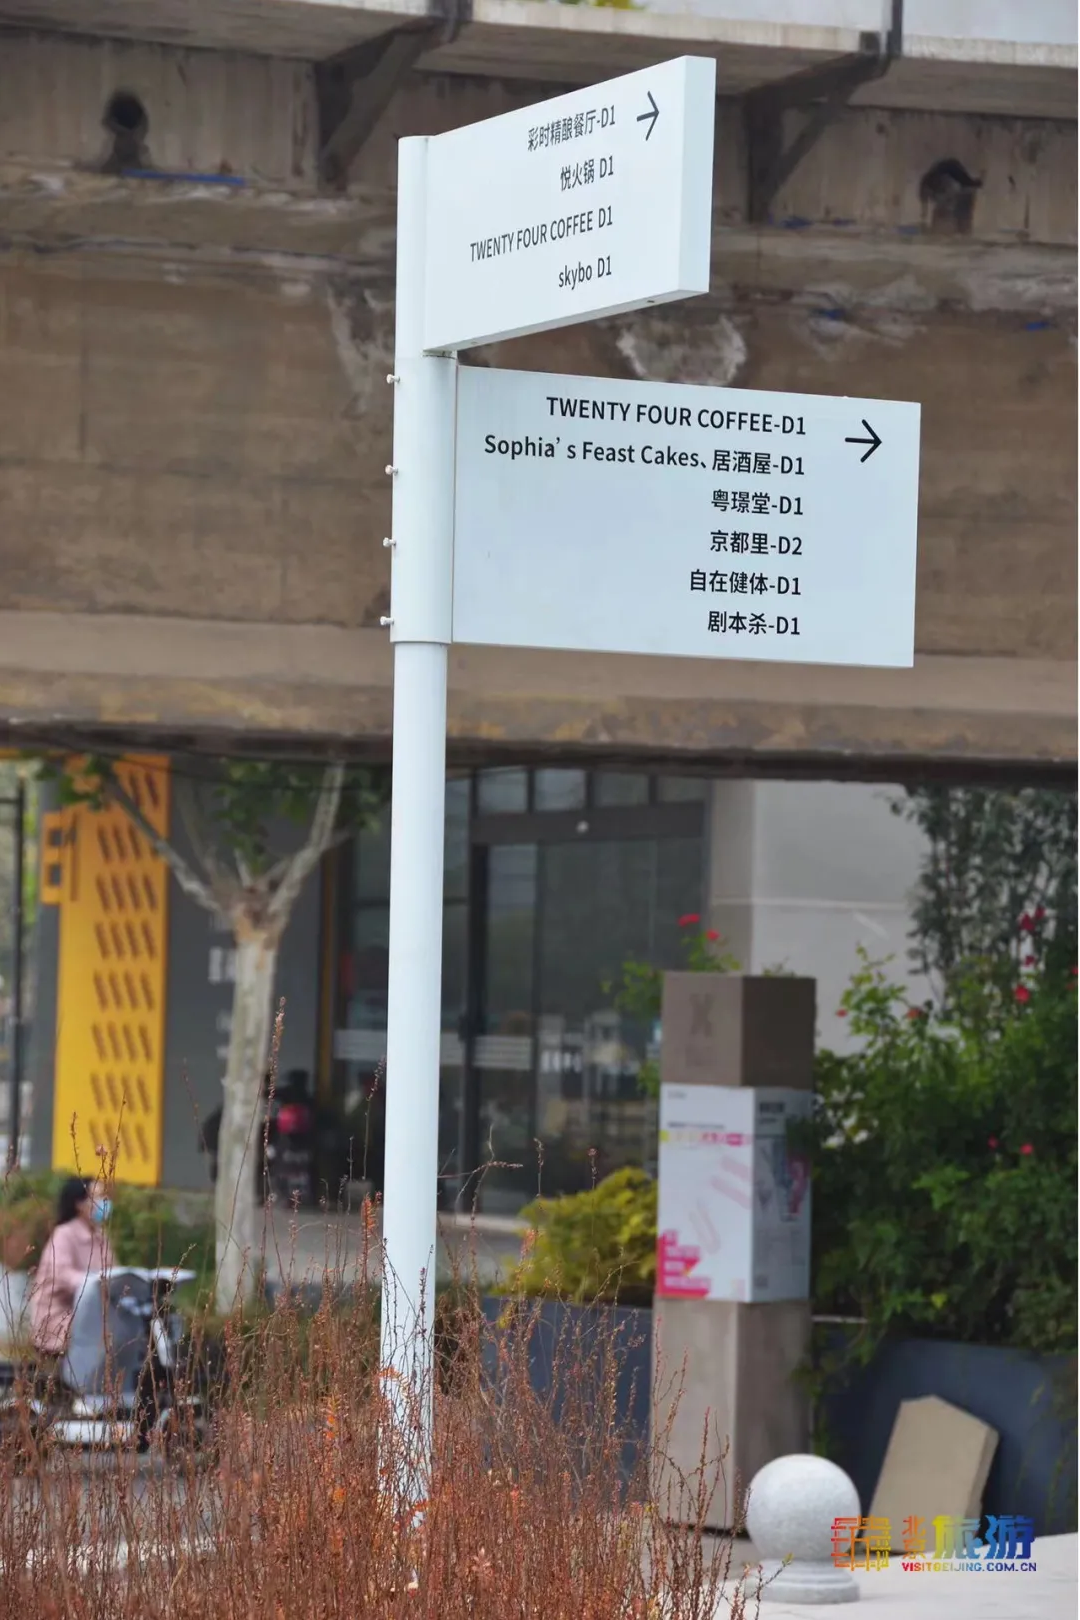 彩时精酿餐厅-D1
悦火锅 D1
TWENTY FOUR COFFEE D1
skybo D1
TWENTY FOUR COFFEE-D1
Sophia's Feast Cakes、居酒屋-D1
粤璟堂-D1
京都里-D2
自在健体-D1
剧本杀-D1
北京旅游
VISITBEIJING.COM.CN